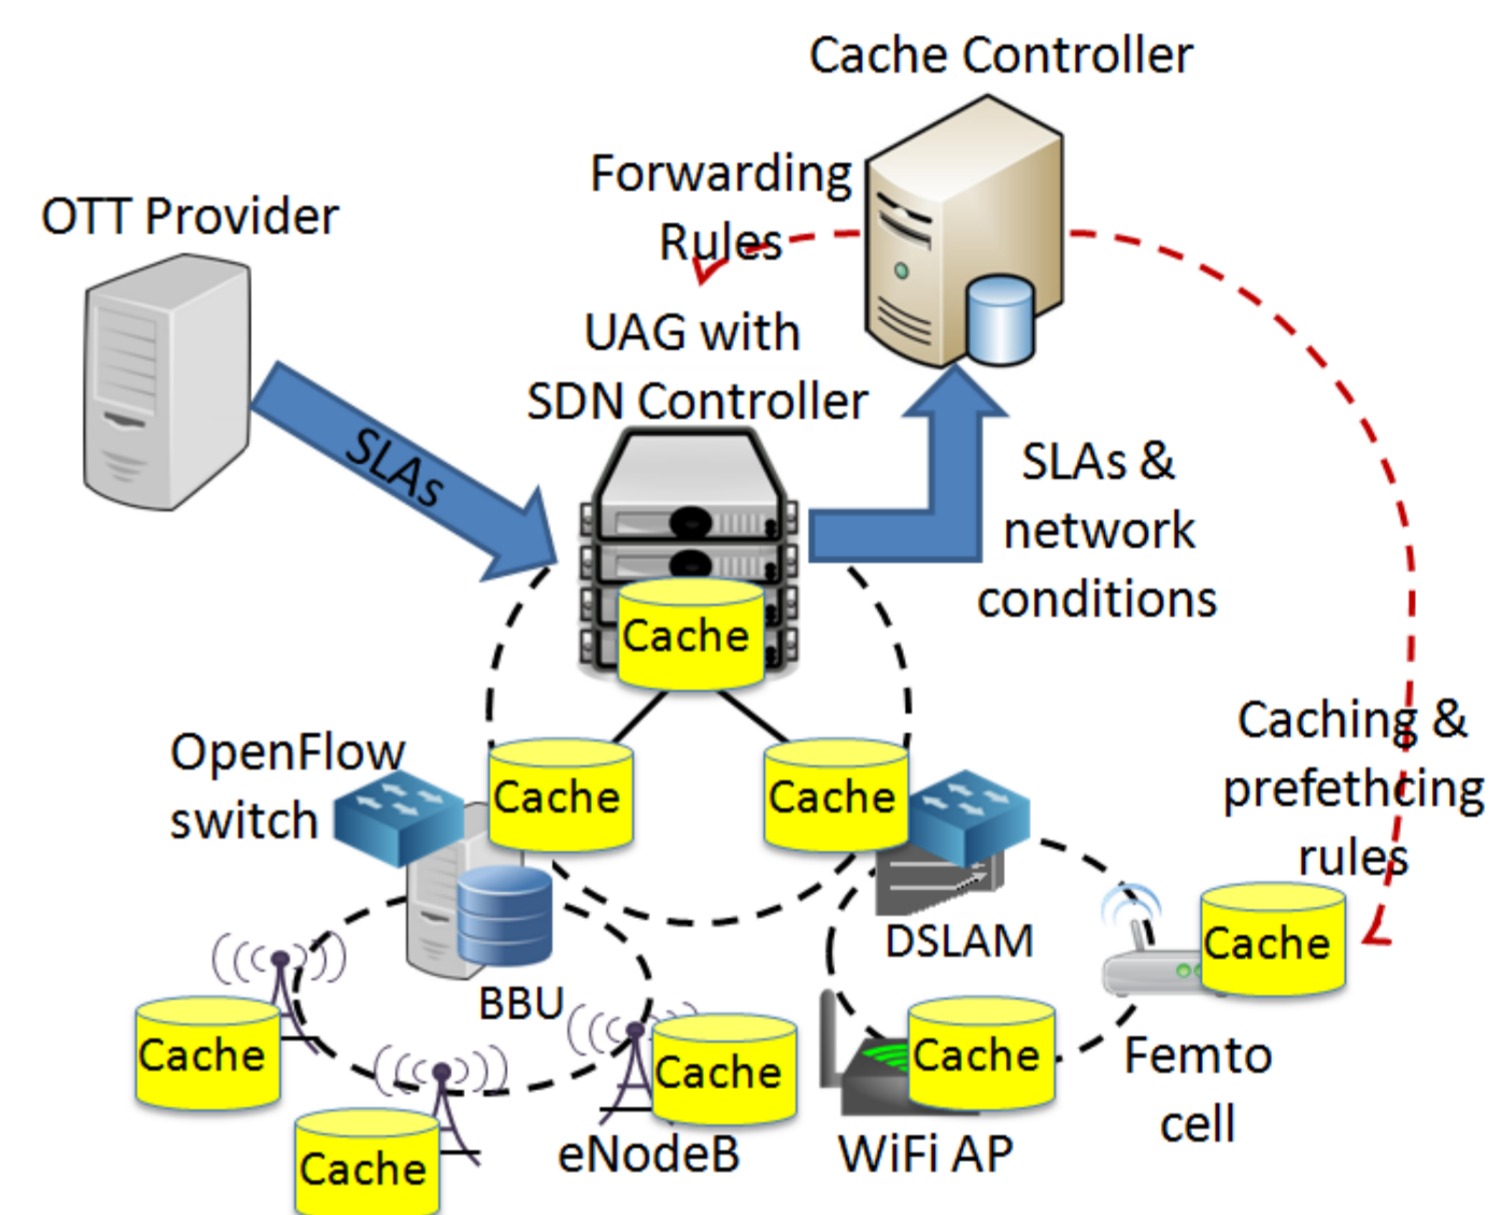 Cache Controller
Forwarding
Rules
OTT Provider
UAG with
SDN Controller
SLAs
SLAs &
network
conditions
Cache
Caching &
prefethcing
rules
OpenFlow
switch
Cache
Cache
DSLAM
Cache
BBU
Cache
Cache
Cache
Cache
Femto
cell
eNodeB
WiFi AP
Cache